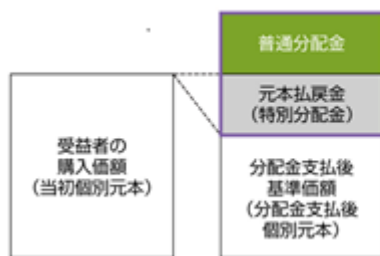 普通分配金
元本払戻金
(特別分配金)
受益者の
購入価額
(当初個別元本)
分配金支払後
基準価額
(分配金支払後
個別元本)